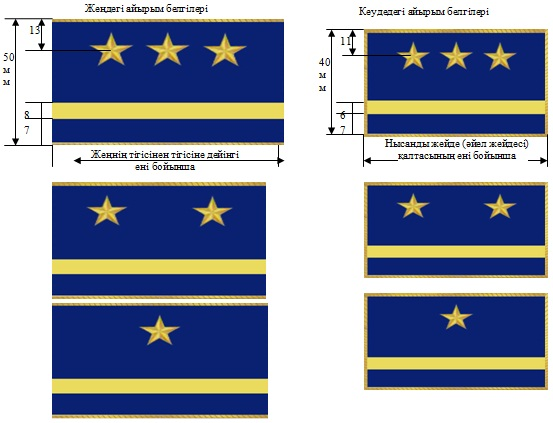 Жеңдегі айырым белгілері
Кеудедегі айырым белгілері
13
50
м
м
8
7
11
40
м
м
6
7
Жеңнің тігісінен тігісіне дейінгі
ені бойынша
Нысанды жейде (әйел жейдесі)
қалтасының ені бойынша